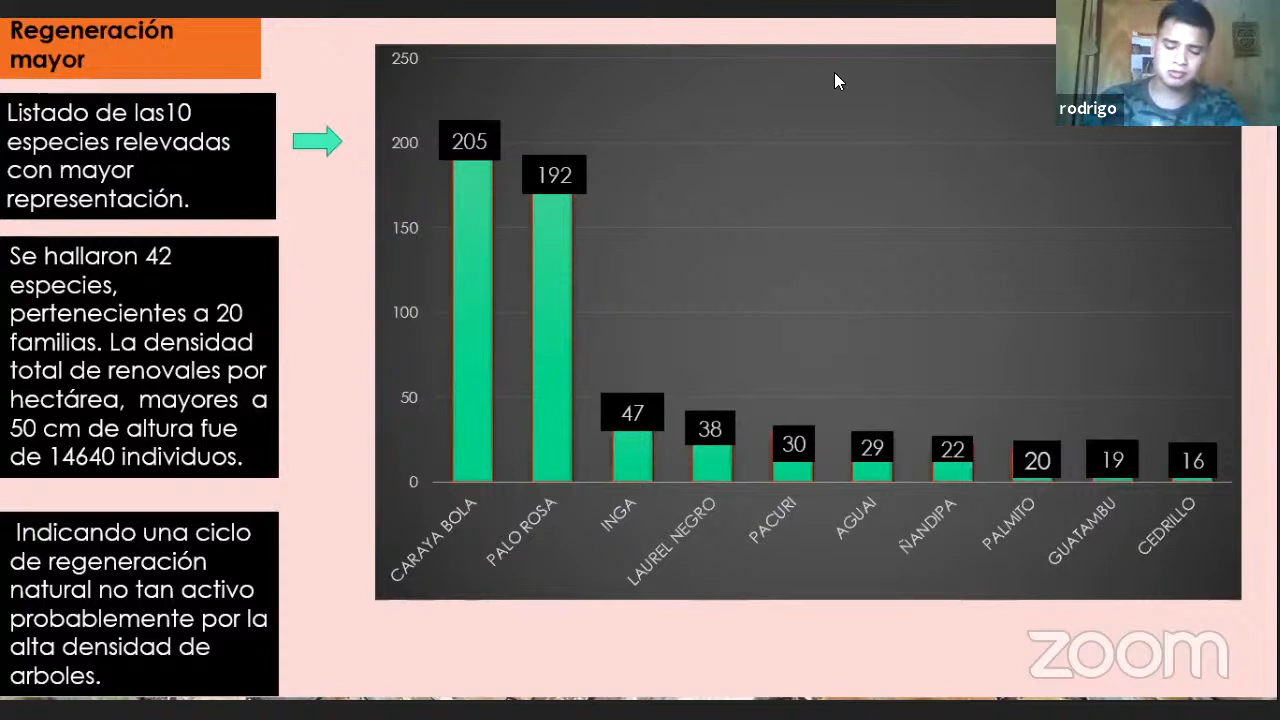 Regeneración
mayor
Listado de las10
especies relevadas
con mayor
representación.
Se hallaron 42
especies,
pertenecientes a 20
familias. La densidad
total de renovales por
hectárea, mayores a
50 cm de altura fue
de 14640 individuos.
Indicando una ciclo
de regeneración
natural no tan activo
probablemente por la
alta densidad de
arboles.
250
200
150
100
50
0
205
192
47
38
30
29
22
20
19
16
CARAYA BOLA
PALO ROSA
INGA
LAUREL NEGRO
PACURI
AGUAI
ÑANDIPA
PALMITO
GUATAMBU
CEDRILLO
rodrigo
zoom